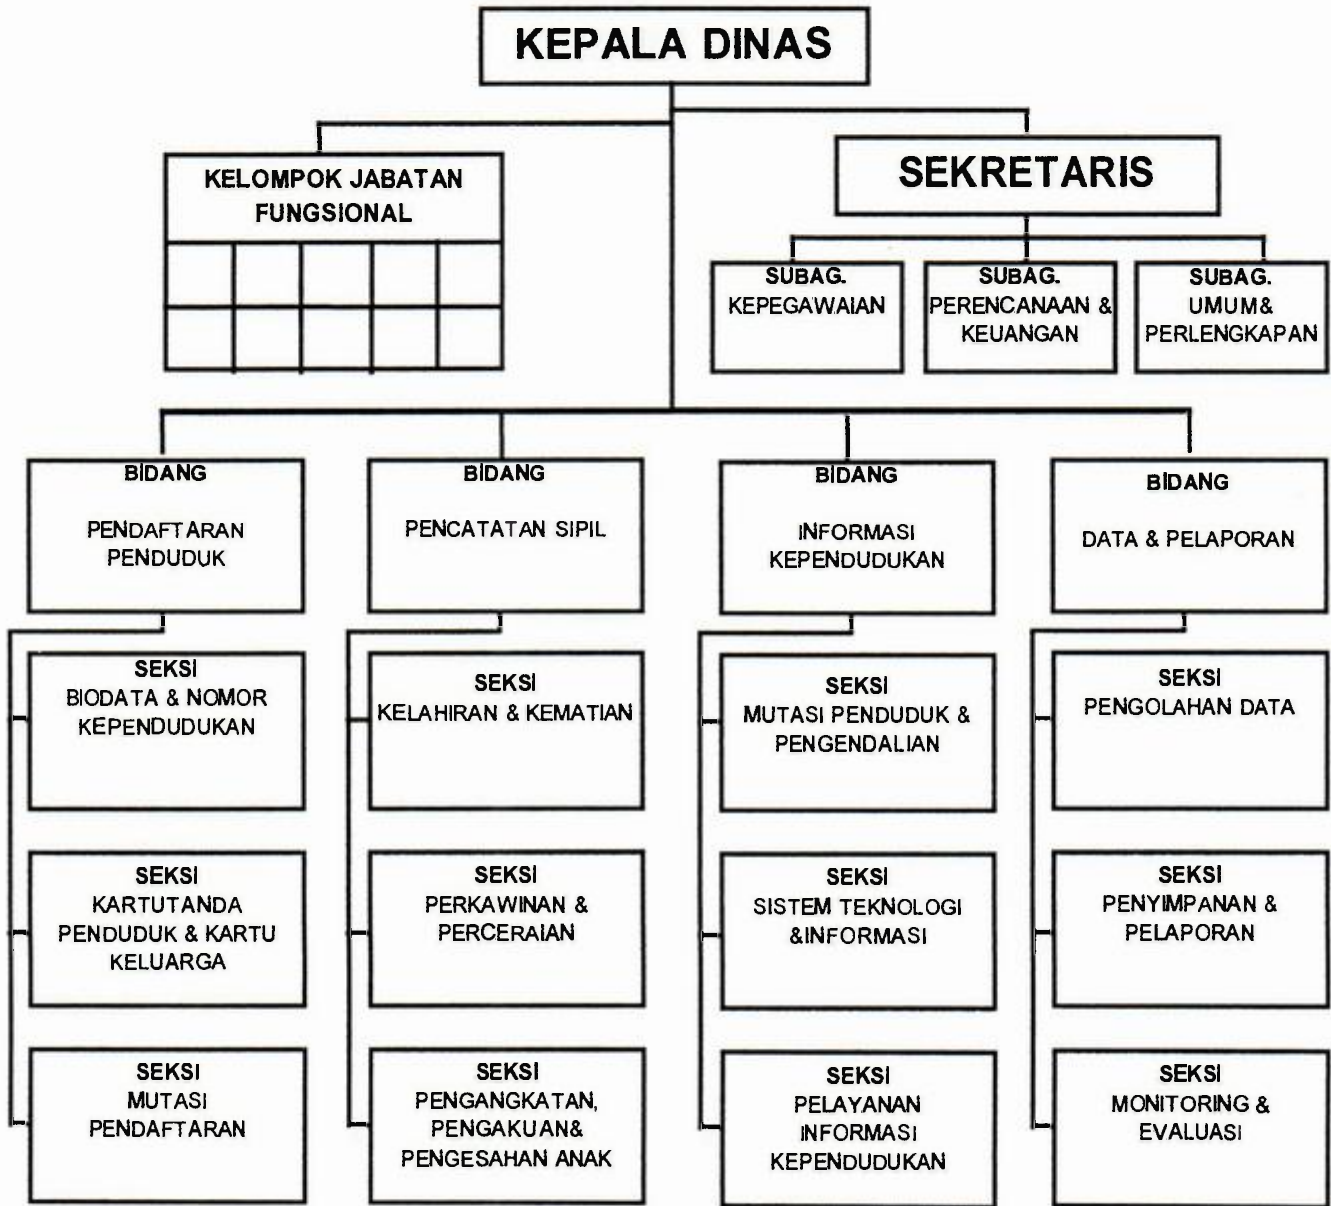 KEPALA DINAS
KELOMPOK JABATAN
FUNGSIONAL
SEKRETARIS
SUBAG.
KEPEGAWAIAN
SUBAG.
PERENCANAAN &
KEUANGAN
SUBAG.
UMUM&
PERLENGKAPAN
BIDANG
PENDAFTARAN
PENDUDUK
BIDANG
PENCATATAN SIPIL
BIDANG
INFORMASI
KEPENDUDUKAN
BIDANG
DATA & PELAPORAN
SEKSI
BIODATA & NOMOR
KEPENDUDUKAN
SEKSI
KELAHIRAN & KEMATIAN
SEKSI
MUTASI PENDUDUK &
PENGENDALIAN
SEKSI
PENGOLAHAN DATA
SEKSI
KARTUTANDA
PENDUDUK & KARTU
KELUARGA
SEKSI
PERKAWINAN &
PERCERAIAN
SEKSI
SISTEM TEKNOLOGI
&INFORMASI
SEKSI
PENYIMPANAN &
PELAPORAN
SEKSI
MUTASI
PENDAFTARAN
SEKSI
PENGANGKATAN,
PENGAKUAN&
PENGESAHAN ANAK
SEKSI
PELAYANAN
INFORMASI
KEPENDUDUKAN
SEKSI
MONITORING &
EVALUASI